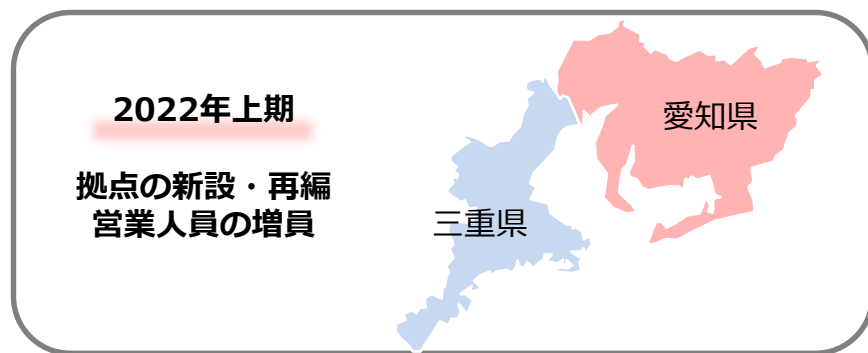 2022年上期
拠点の新設・再編
営業人員の増員
愛知県
三重県